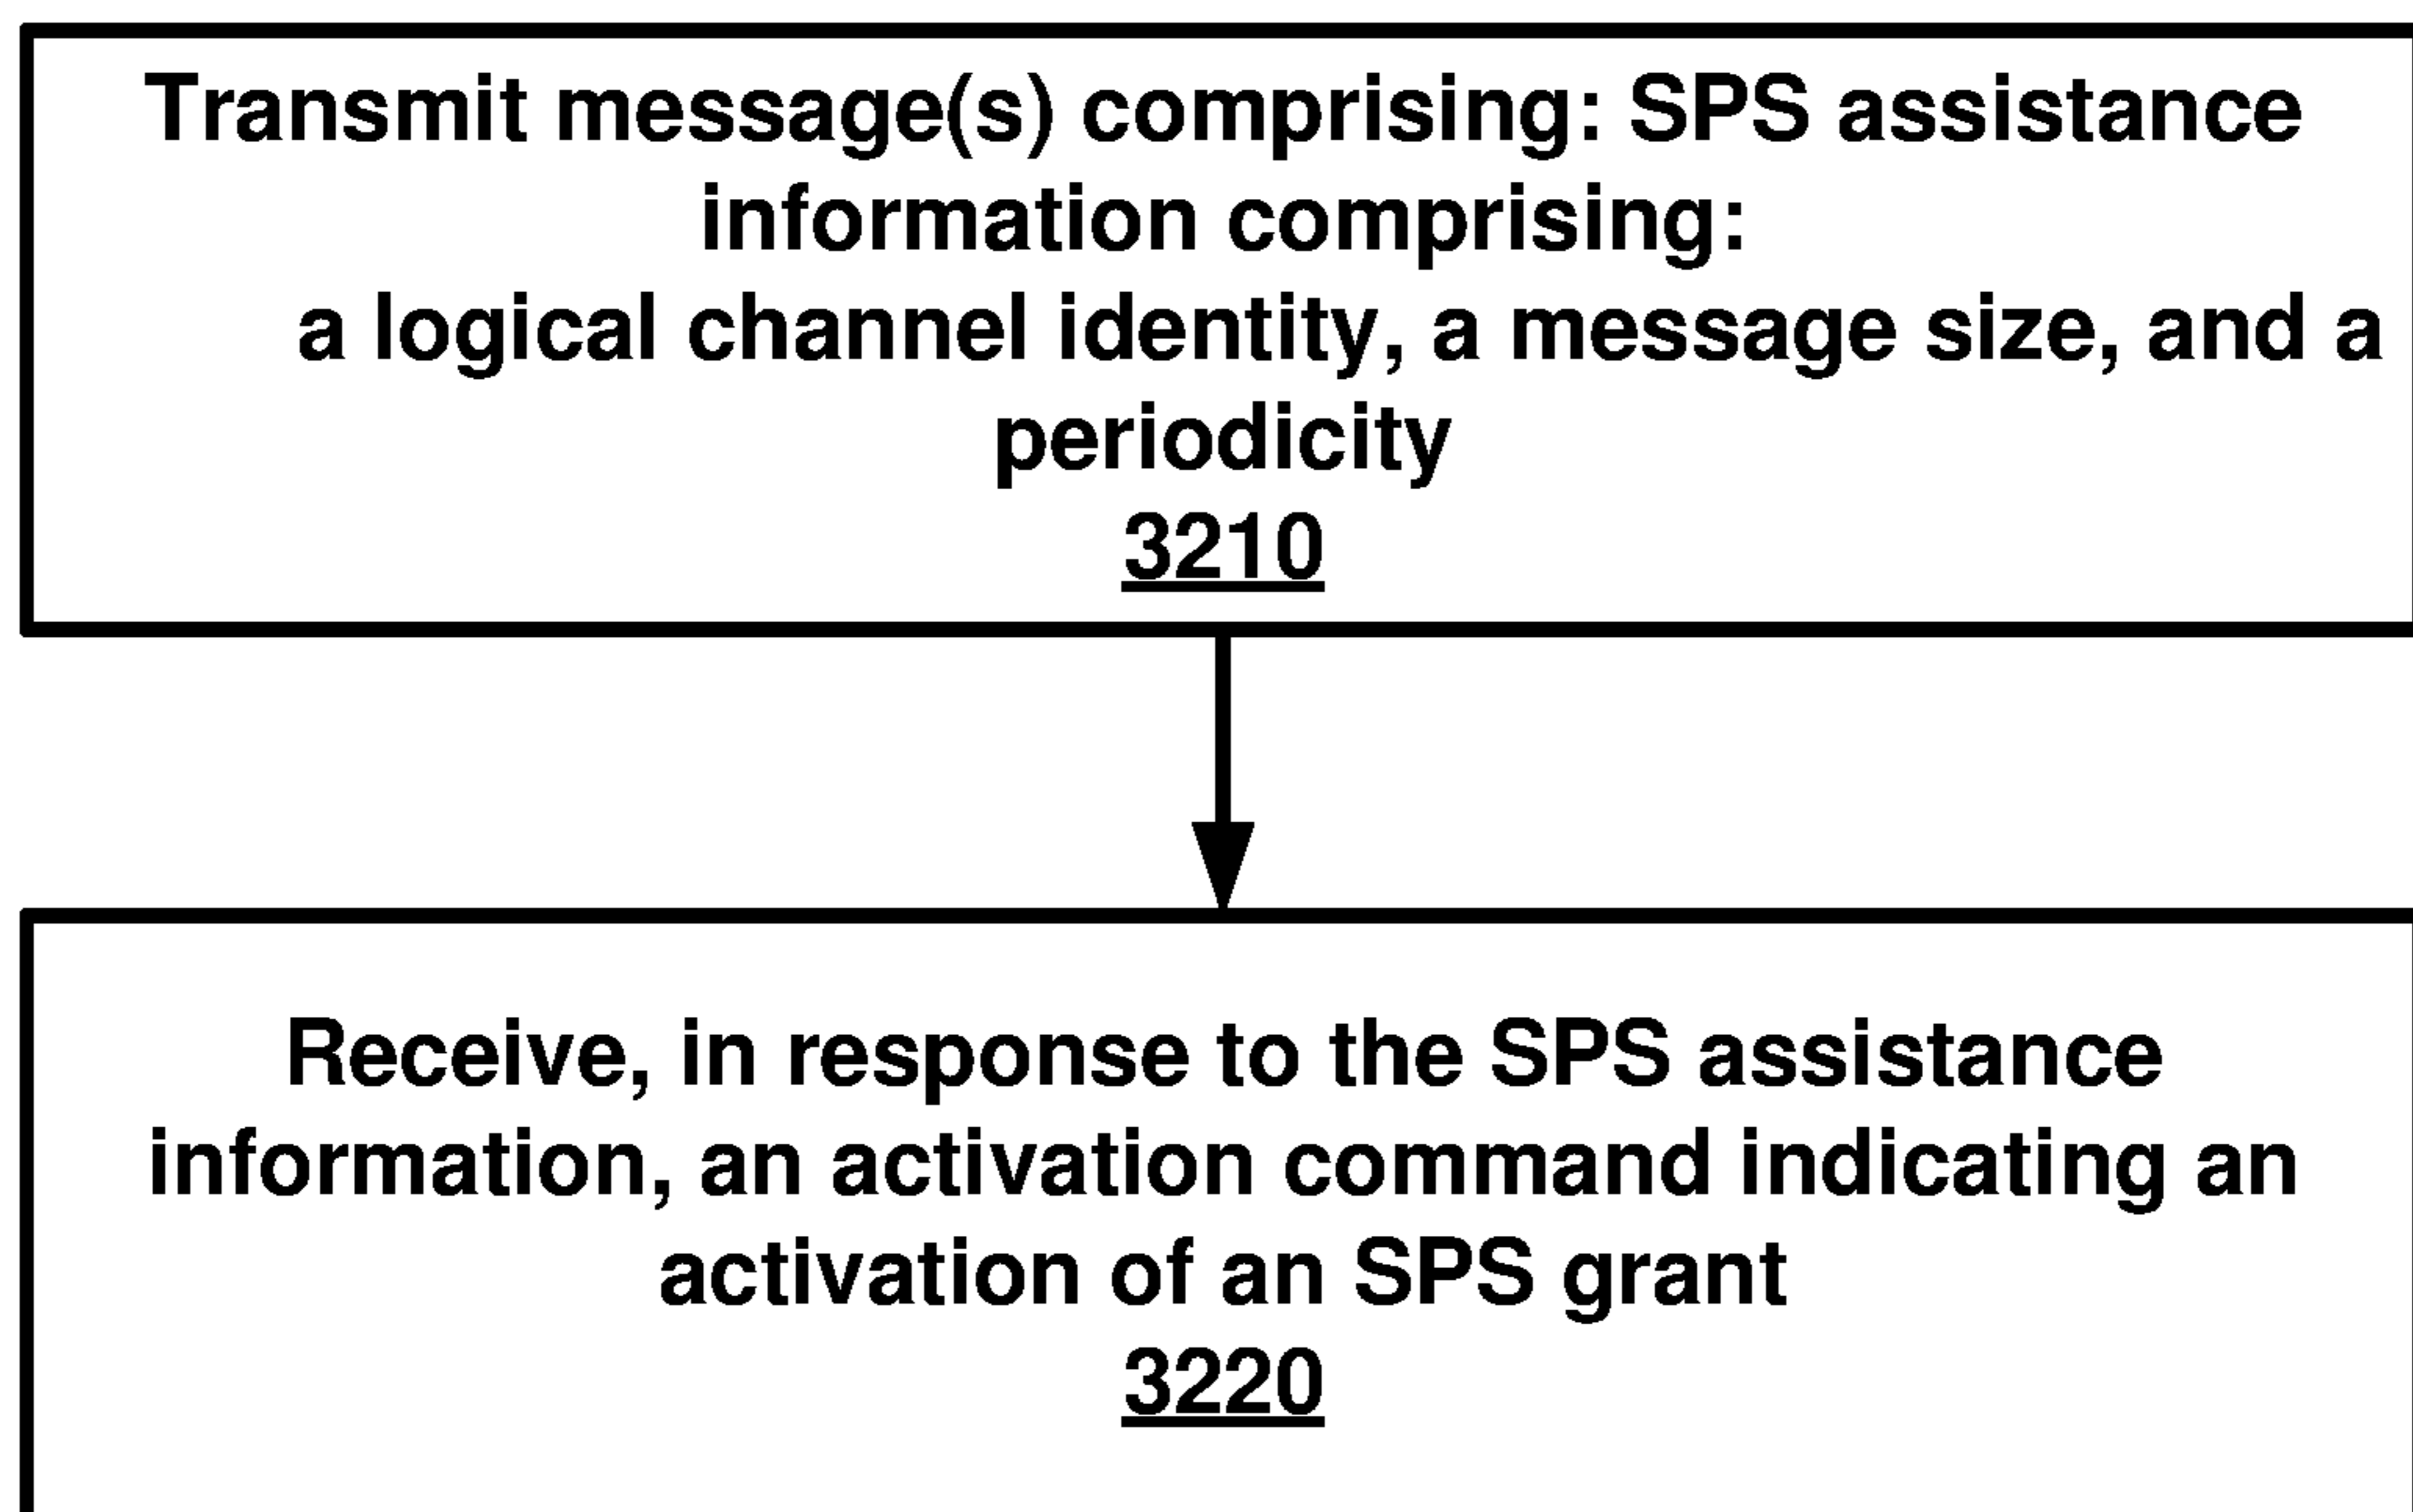 Transmit message(s) comprising: SPS assistance
information comprising:
a logical channel identity, a message size, and a
periodicity
3210
Receive, in response to the SPS assistance
information, an activation command indicating an
activation of an SPS grant
3220